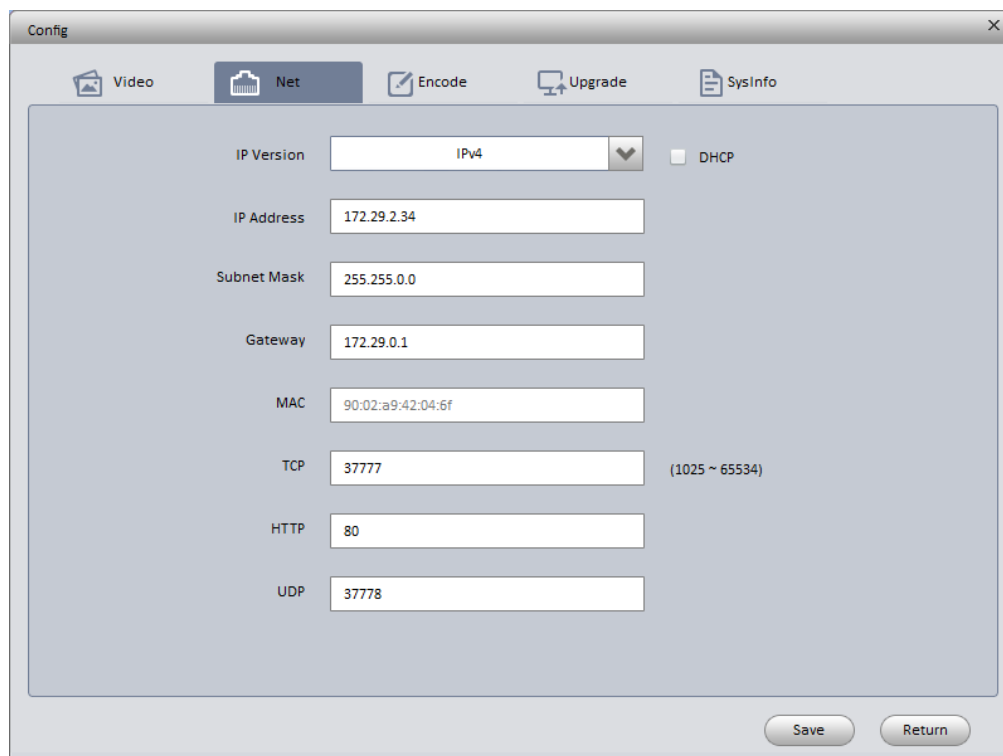 Config
Video Net Encode Upgrade SysInfo
IP Version IPv4 DHCP
IP Address 172.29.2.34
Subnet Mask 255.255.0.0
Gateway 172.29.0.1
MAC 90:02:a9:42:04:6f
TCP 37777 (1025 ~ 65534)
HTTP 80
UDP 37778
Save Return